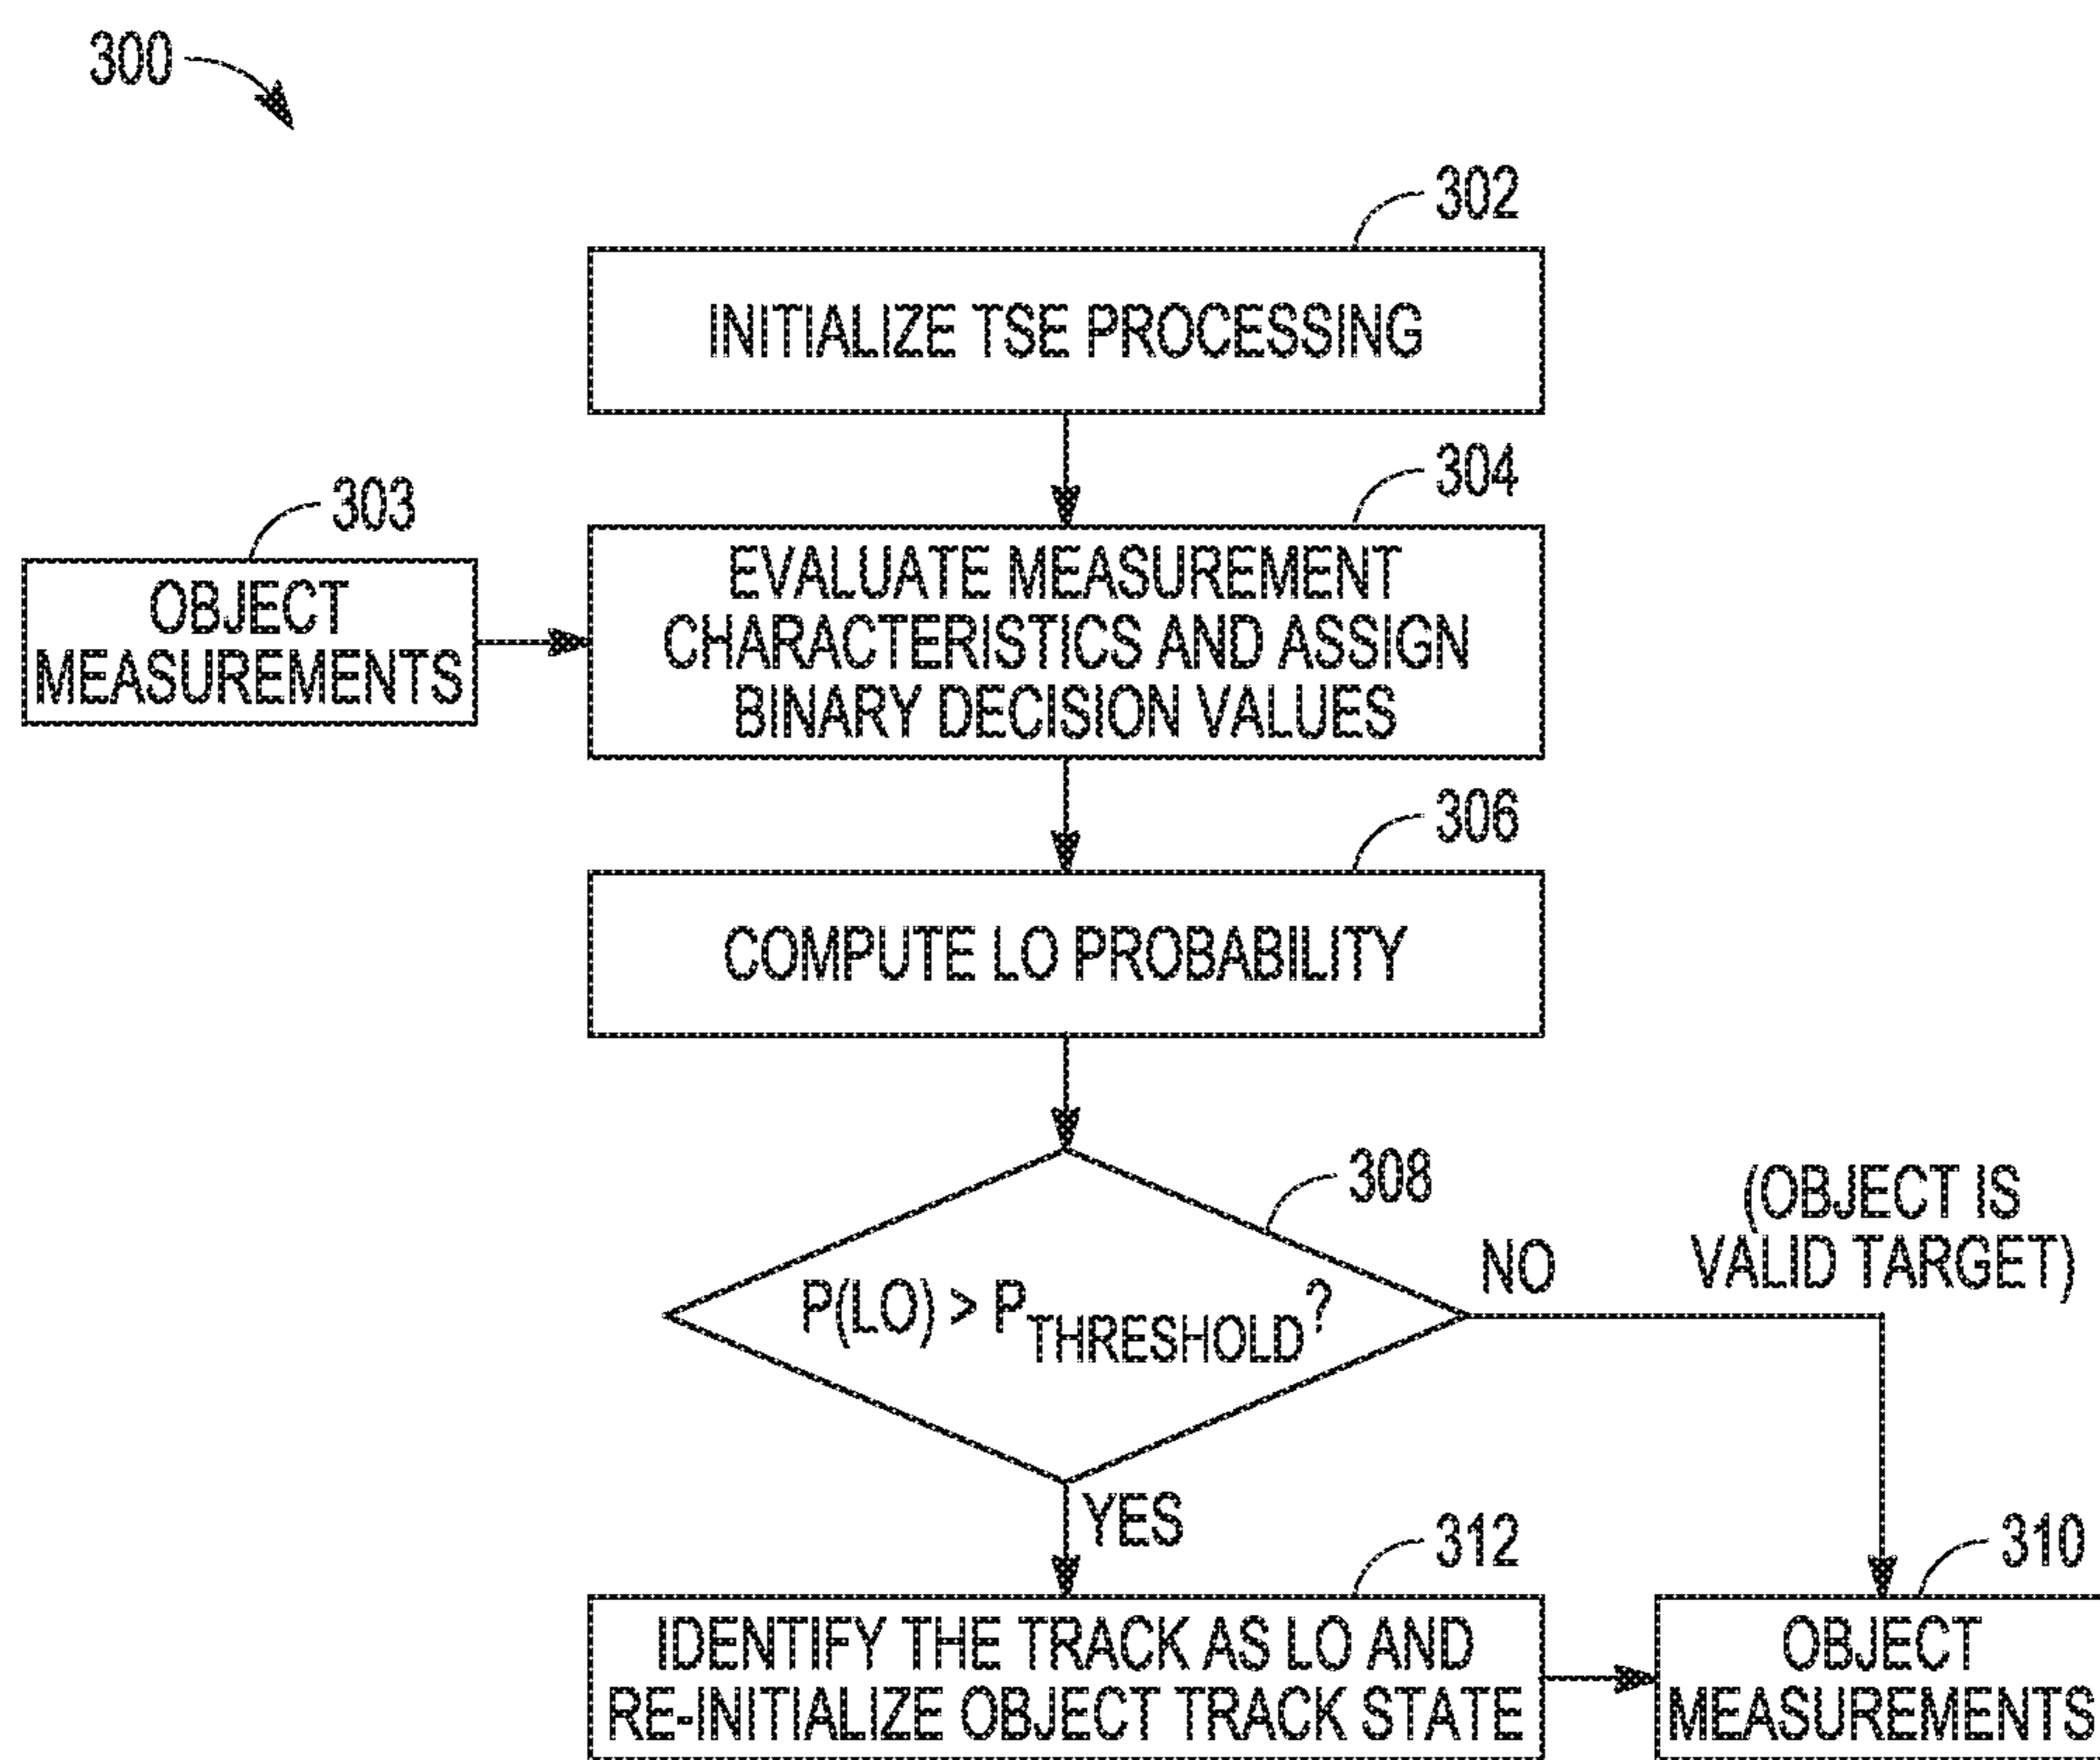 300
302
INITIALIZE TSE PROCESSING
303
OBJECT
MEASUREMENTS
304
EVALUATE MEASUREMENT
CHARACTERISTICS AND ASSIGN
BINARY DECISION VALUES
306
COMPUTE LO PROBABILITY
308
P(LO) > PTHRESHOLD?
NO
(OBJECT IS
VALID TARGET)
YES
312
IDENTIFY THE TRACK AS LO AND
RE-INITIALIZE OBJECT TRACK STATE
310
OBJECT
MEASUREMENTS